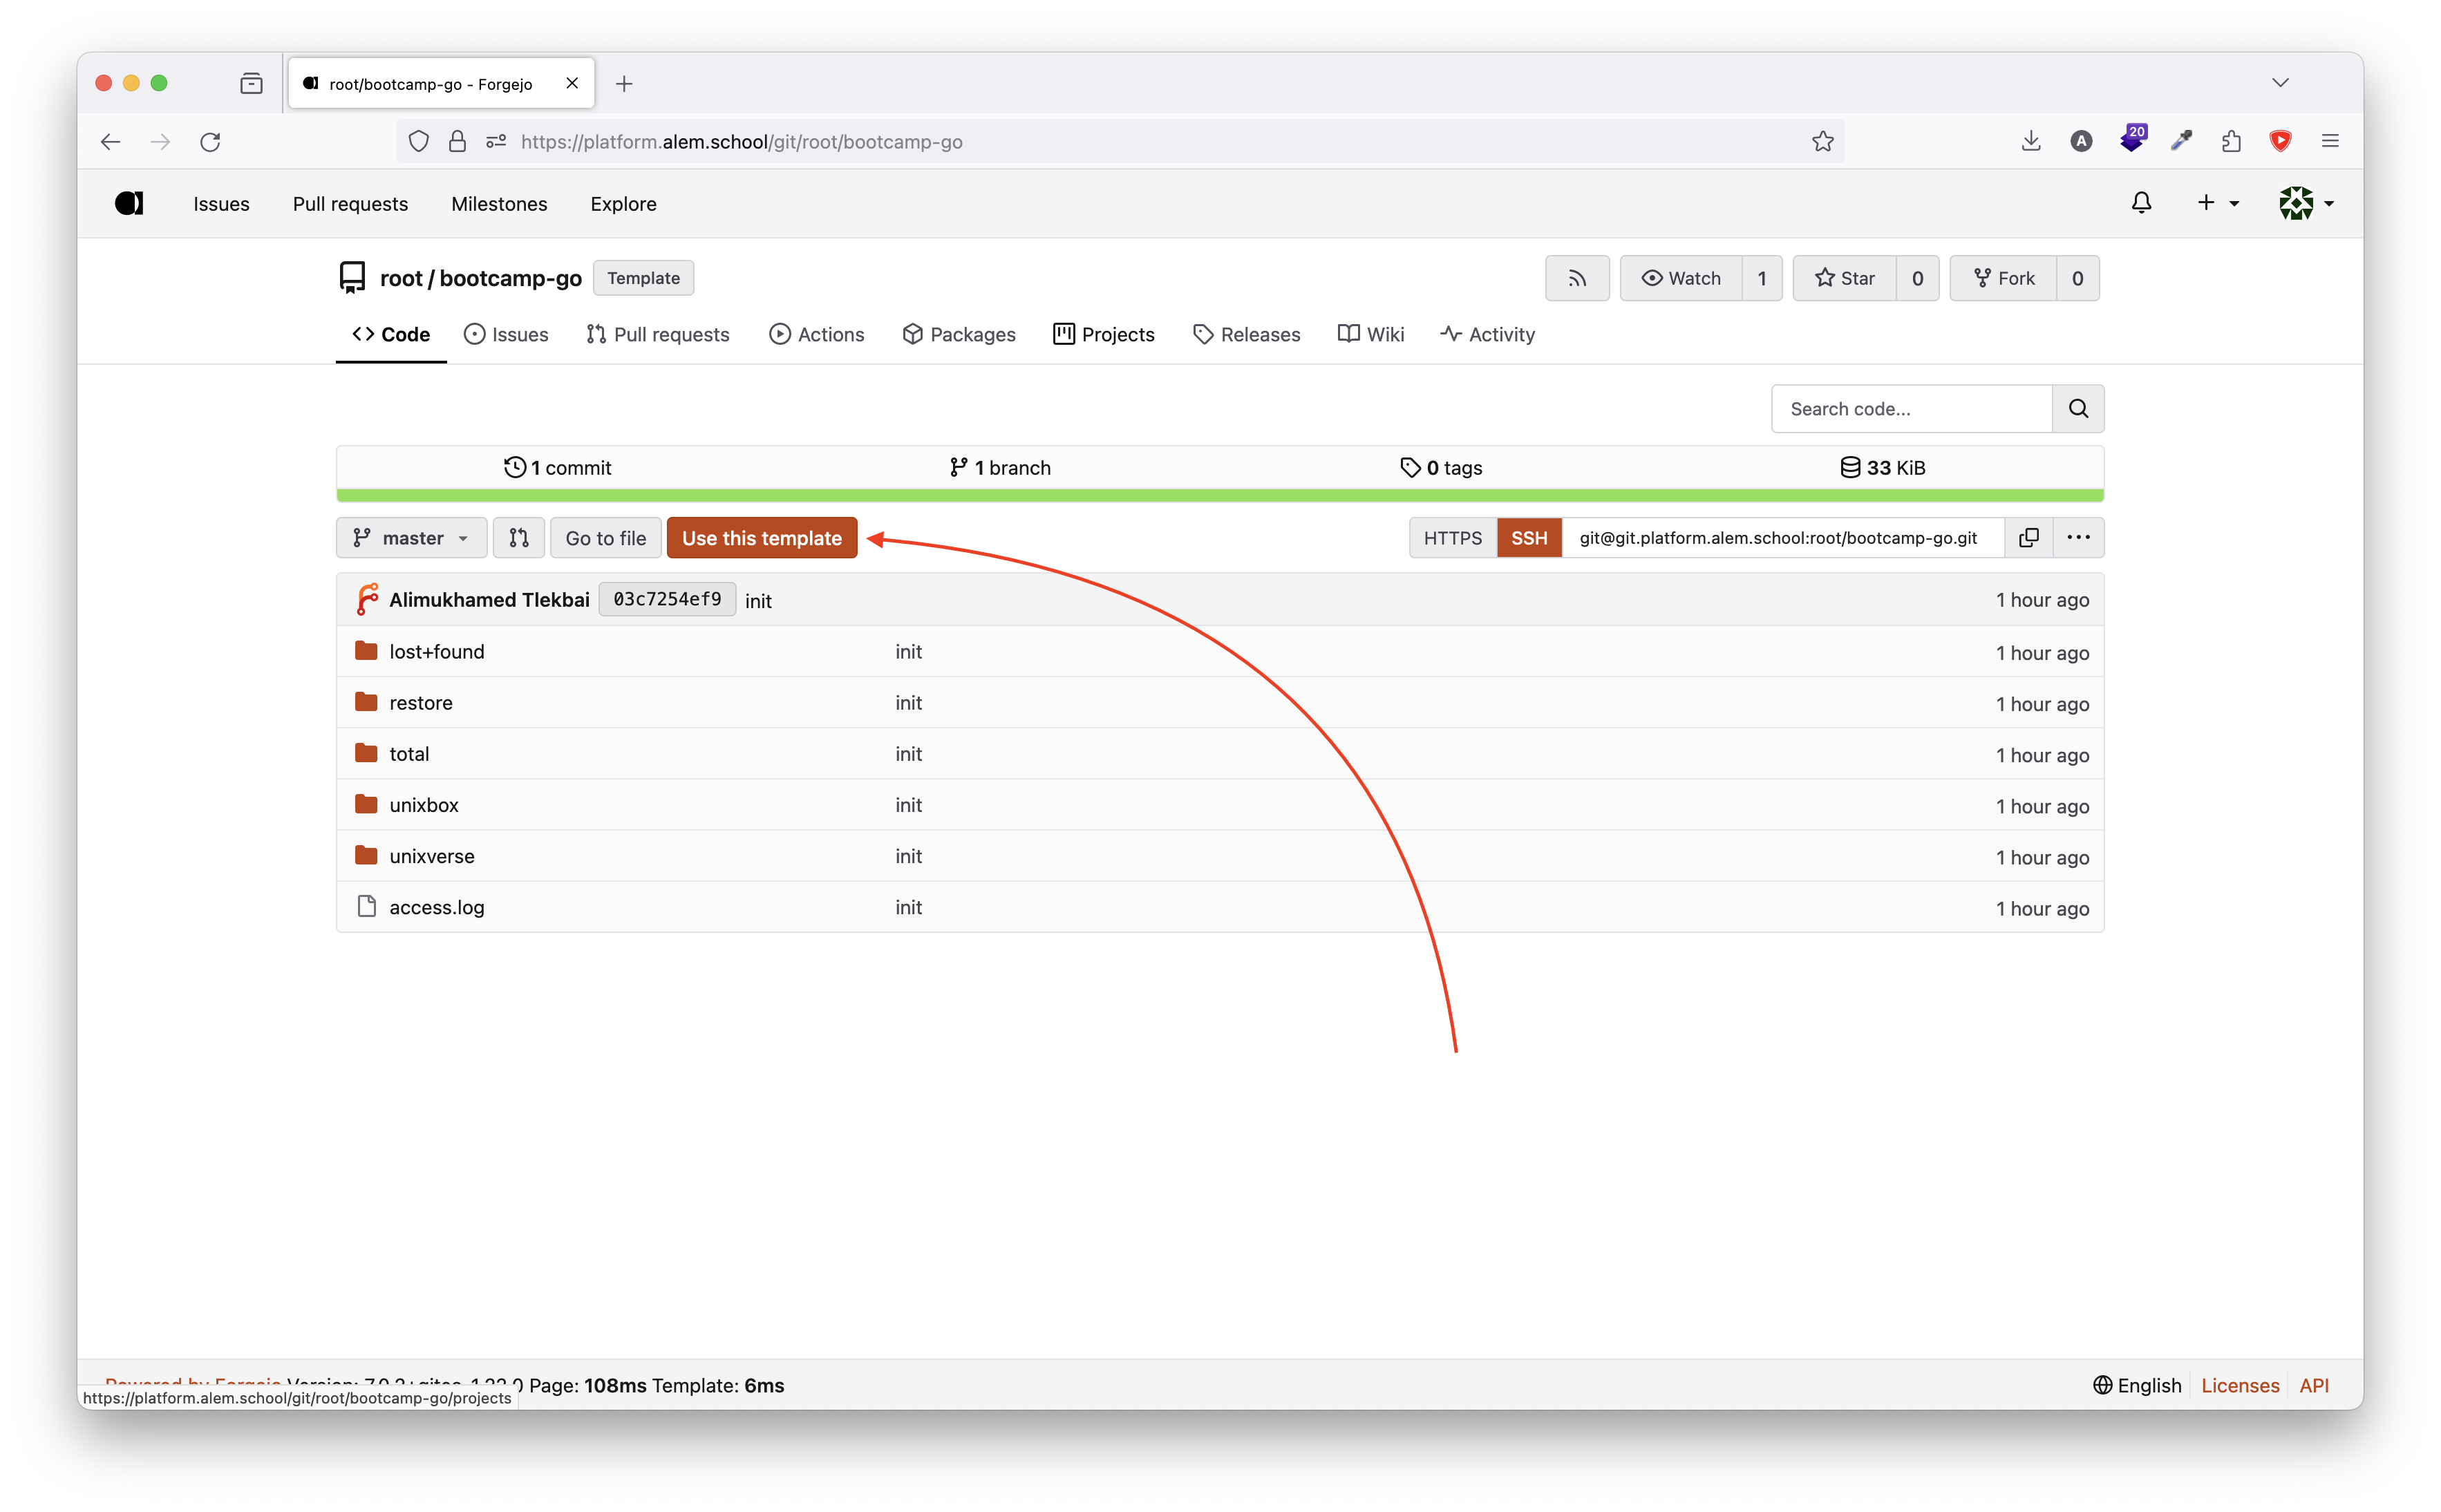 root/bootcamp-go - Forgejo
https://platform.alem.school/git/root/bootcamp-go
A
20
Issues Pull requests Milestones Explore
root / bootcamp-go Template
Watch 1 Star 0 Fork 0
Code Issues Pull requests Actions Packages Projects Releases Wiki Activity
Search code...
1 commit 1 branch 0 tags 33 KiB
master Go to file Use this template HTTPS SSH git@git.platform.alem.school:root/bootcamp-go.git
Alimukhamed Tlekbai 03c7254ef9 init 1 hour ago
lost+found init 1 hour ago
restore init 1 hour ago
total init 1 hour ago
unixbox init 1 hour ago
unixverse init 1 hour ago
access.log init 1 hour ago
Powered by Forgejo Page: 108ms Template: 6ms English Licenses API
https://platform.alem.school/git/root/bootcamp-go/projects